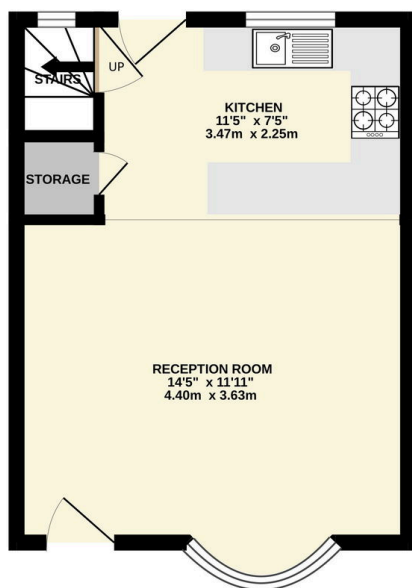 STAIRS
UP
KITCHEN
11'5" x 7'5"
3.47m x 2.25m
STORAGE
RECEPTION ROOM
14'5" x 11'11"
4.40m x 3.63m